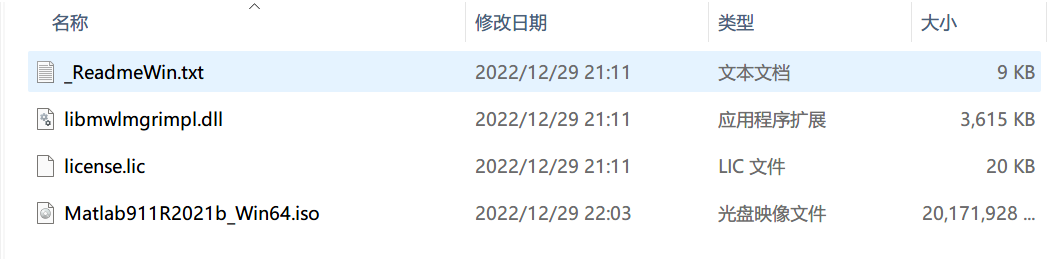 名称 修改日期 类型 大小
_ReadmeWin.txt 2022/12/29 21:11 文本文档 9 KB
libmwlmgrimpl.dll 2022/12/29 21:11 应用程序扩展 3,615 KB
license.lic 2022/12/29 21:11 LIC 文件 20 KB
Matlab911R2021b_Win64.iso 2022/12/29 22:03 光盘映像文件 20,171,928 ...